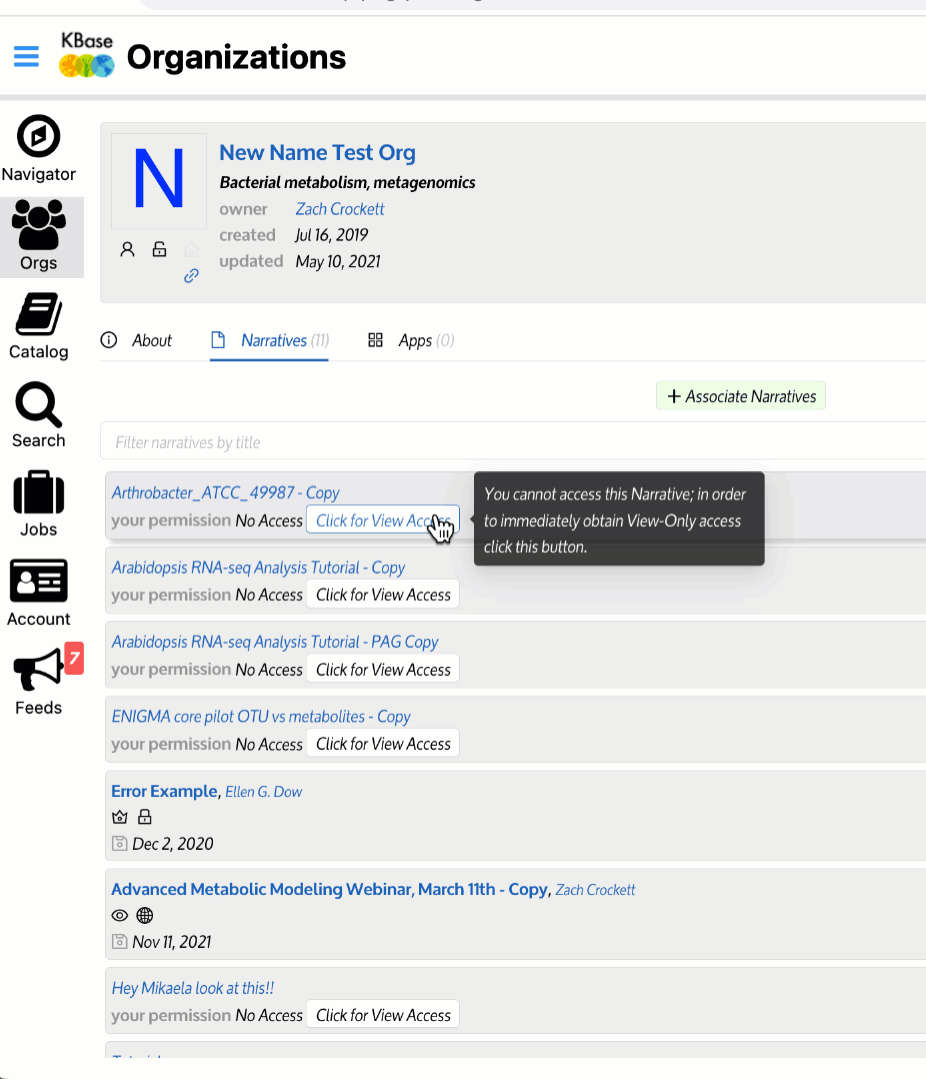 KBase
Organizations
Navigator
Orgs
Catalog
Search
Jobs
Account
7
Feeds
N
New Name Test Org
Bacterial metabolism, metagenomics
owner Zach Crockett
created Jul 16, 2019
updated May 10, 2021
About Narratives (11) Apps (0)
+ Associate Narratives
Filter narratives by title
Arthrobacter_ATCC_49987 - Copy
your permission No Access Click for View Access
You cannot access this Narrative; in order
to immediately obtain View-Only access
click this button.
Arabidopsis RNA-seq Analysis Tutorial - Copy
your permission No Access Click for View Access
Arabidopsis RNA-seq Analysis Tutorial - PAG Copy
your permission No Access Click for View Access
ENIGMA core pilot OTU vs metabolites - Copy
your permission No Access Click for View Access
Error Example, Ellen G. Dow
Dec 2, 2020
Advanced Metabolic Modeling Webinar, March 11th - Copy, Zach Crockett
Nov 11, 2021
Hey Mikaela look at this!!
your permission No Access Click for View Access